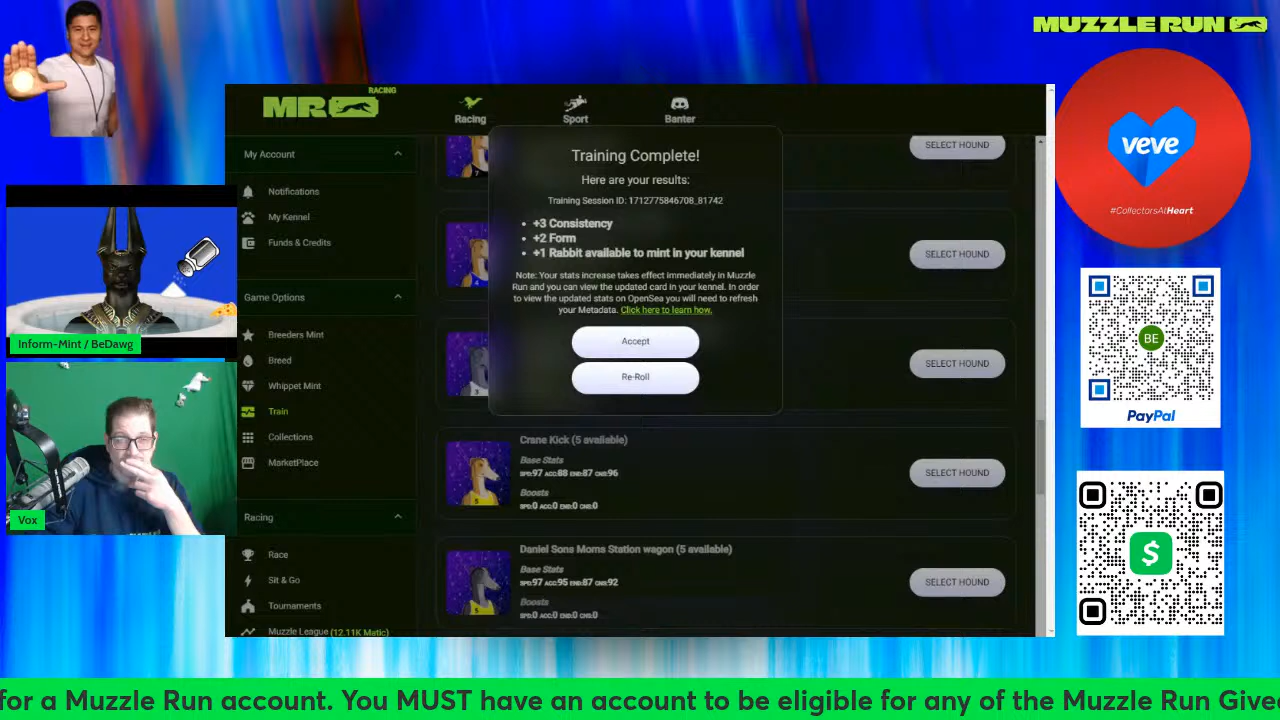 MUZZLE RUN
RACING
MR
Racing
Sport
Banter
My Account
Notifications
My Kennel
Funds & Credits
Game Options
Breeders Mint
Breed
Whippet Mint
Train
Collections
MarketPlace
Racing
Race
Sit & Go
Tournaments
Muzzle League (12.11K Matic)
Training Complete!
Here are your results:
Training Session ID: 1712775846708_81742
+3 Consistency
+2 Form
+1 Rabbit available to mint in your kennel
Note: Your stats increase takes effect immediately in Muzzle
Run and you can view the updated card in your kennel. In order
to view the updated stats on OpenSea you will need to refresh
your Metadata. Click here to learn how.
Accept
Re-Roll
SELECT HOUND
SELECT HOUND
SELECT HOUND
Crane Kick (5 available)
Base Stats
SPD:97 ACC:88 END:87 CNS:96
Boosts
SPD:0 ACC:0 END:0 CNS:0
SELECT HOUND
Daniel Sons Moms Station wagon (5 available)
Base Stats
SPD:97 ACC:95 END:87 CNS:92
Boosts
SPD:0 ACC:0 END:0 CNS:0
SELECT HOUND
Inform-Mint / BeDawg
Vox
veve
#CollectorsAtHeart
BE
PayPal
$
for a Muzzle Run account. You MUST have an account to be eligible for any of the Muzzle Run Give